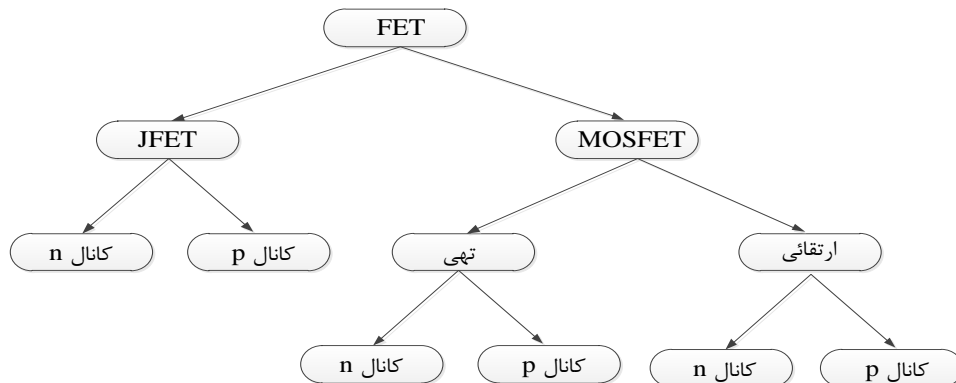 FET
JFET
MOSFET
کانال n
کانال p
تهی
ارتقائی
کانال n
کانال p
کانال n
کانال p